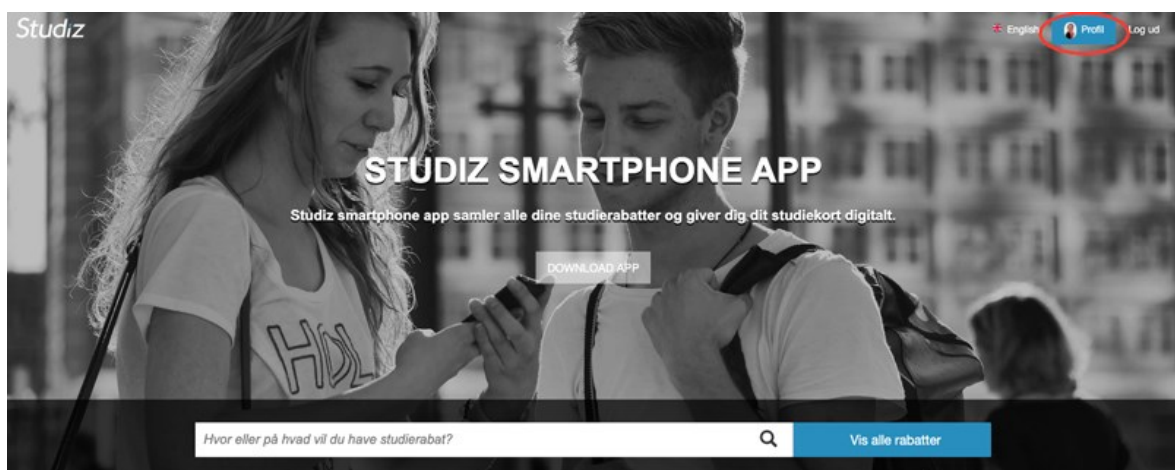 Studiz
English
Profil
Log ud
STUDIZ SMARTPHONE APP
Studiz smartphone app samler alle dine studierabatter og giver dig dit studiekort digitalt.
DOWNLOAD APP
HOL
Hvor eller på hvad vil du have studierabat?
Vis alle rabatter